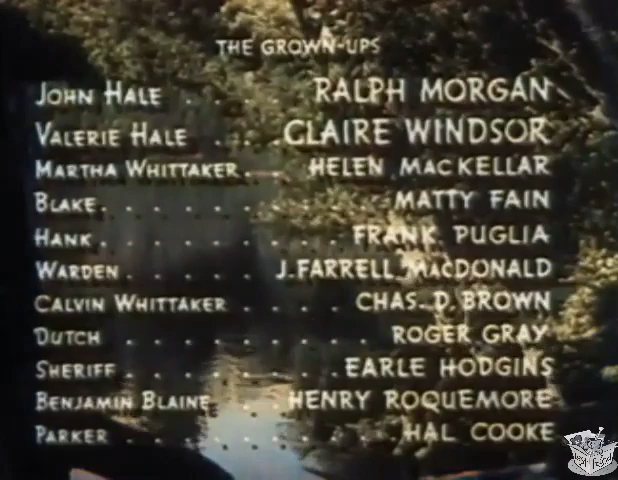 THE GROWN-UPS
JOHN HALE . . . . RALPH MORGAN
VALERIE HALE . . . . CLAIRE WINDSOR
MARTHA WHITTAKER . . . HELEN MACKELLAR
BLAKE . . . . . . . . . . MATTY FAIN
HANK . . . . . . . . . FRANK PUGLIA
WARDEN . . . . . . J. FARRELL MACDONALD
CALVIN WHITTAKER . . . . CHAS. D. BROWN
DUTCH . . . . . . . . . ROGER GRAY
SHERIFF . . . . . . . . EARLE HODGINS
BENJAMIN BLAINE . . . HENRY ROQUEMORE
PARKER . . . . . . . . . . HAL COOKE